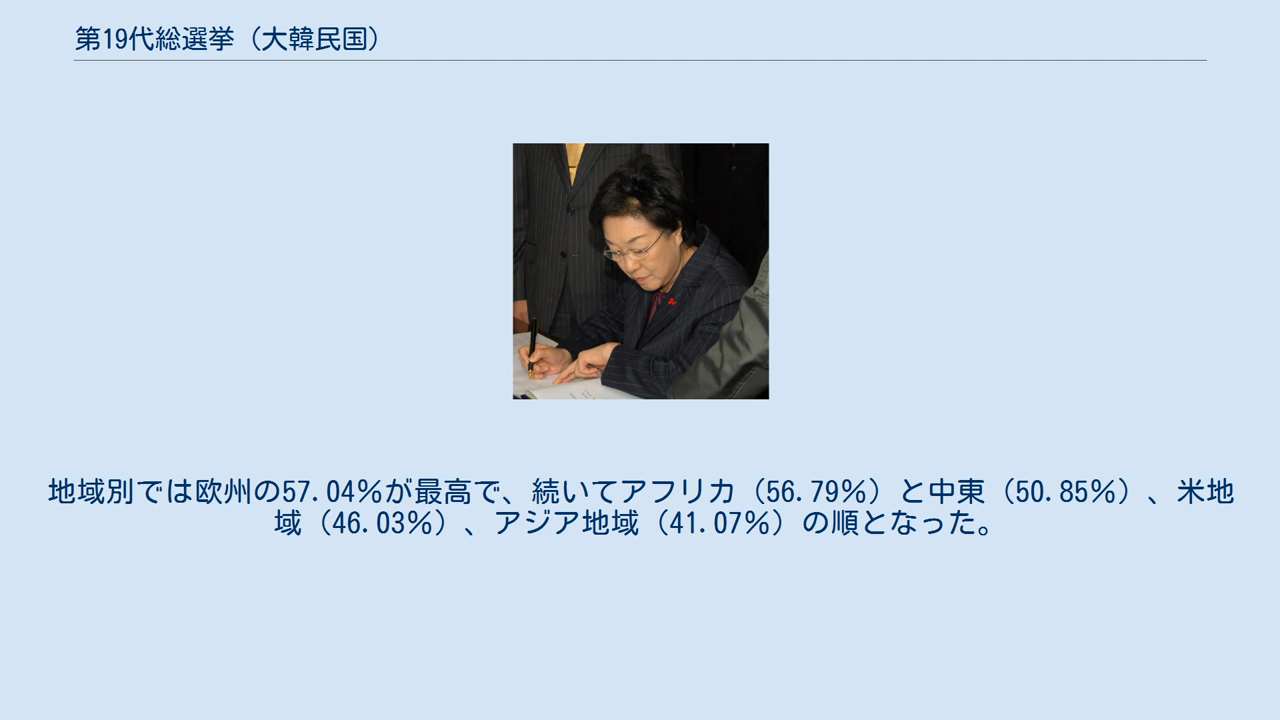 第19代総選挙（大韓民国）
地域別では欧州の57.04％が最高で、続いてアフリカ（56.79％）と中東（50.85％）、米地
域（46.03％）、アジア地域（41.07％）の順となった。